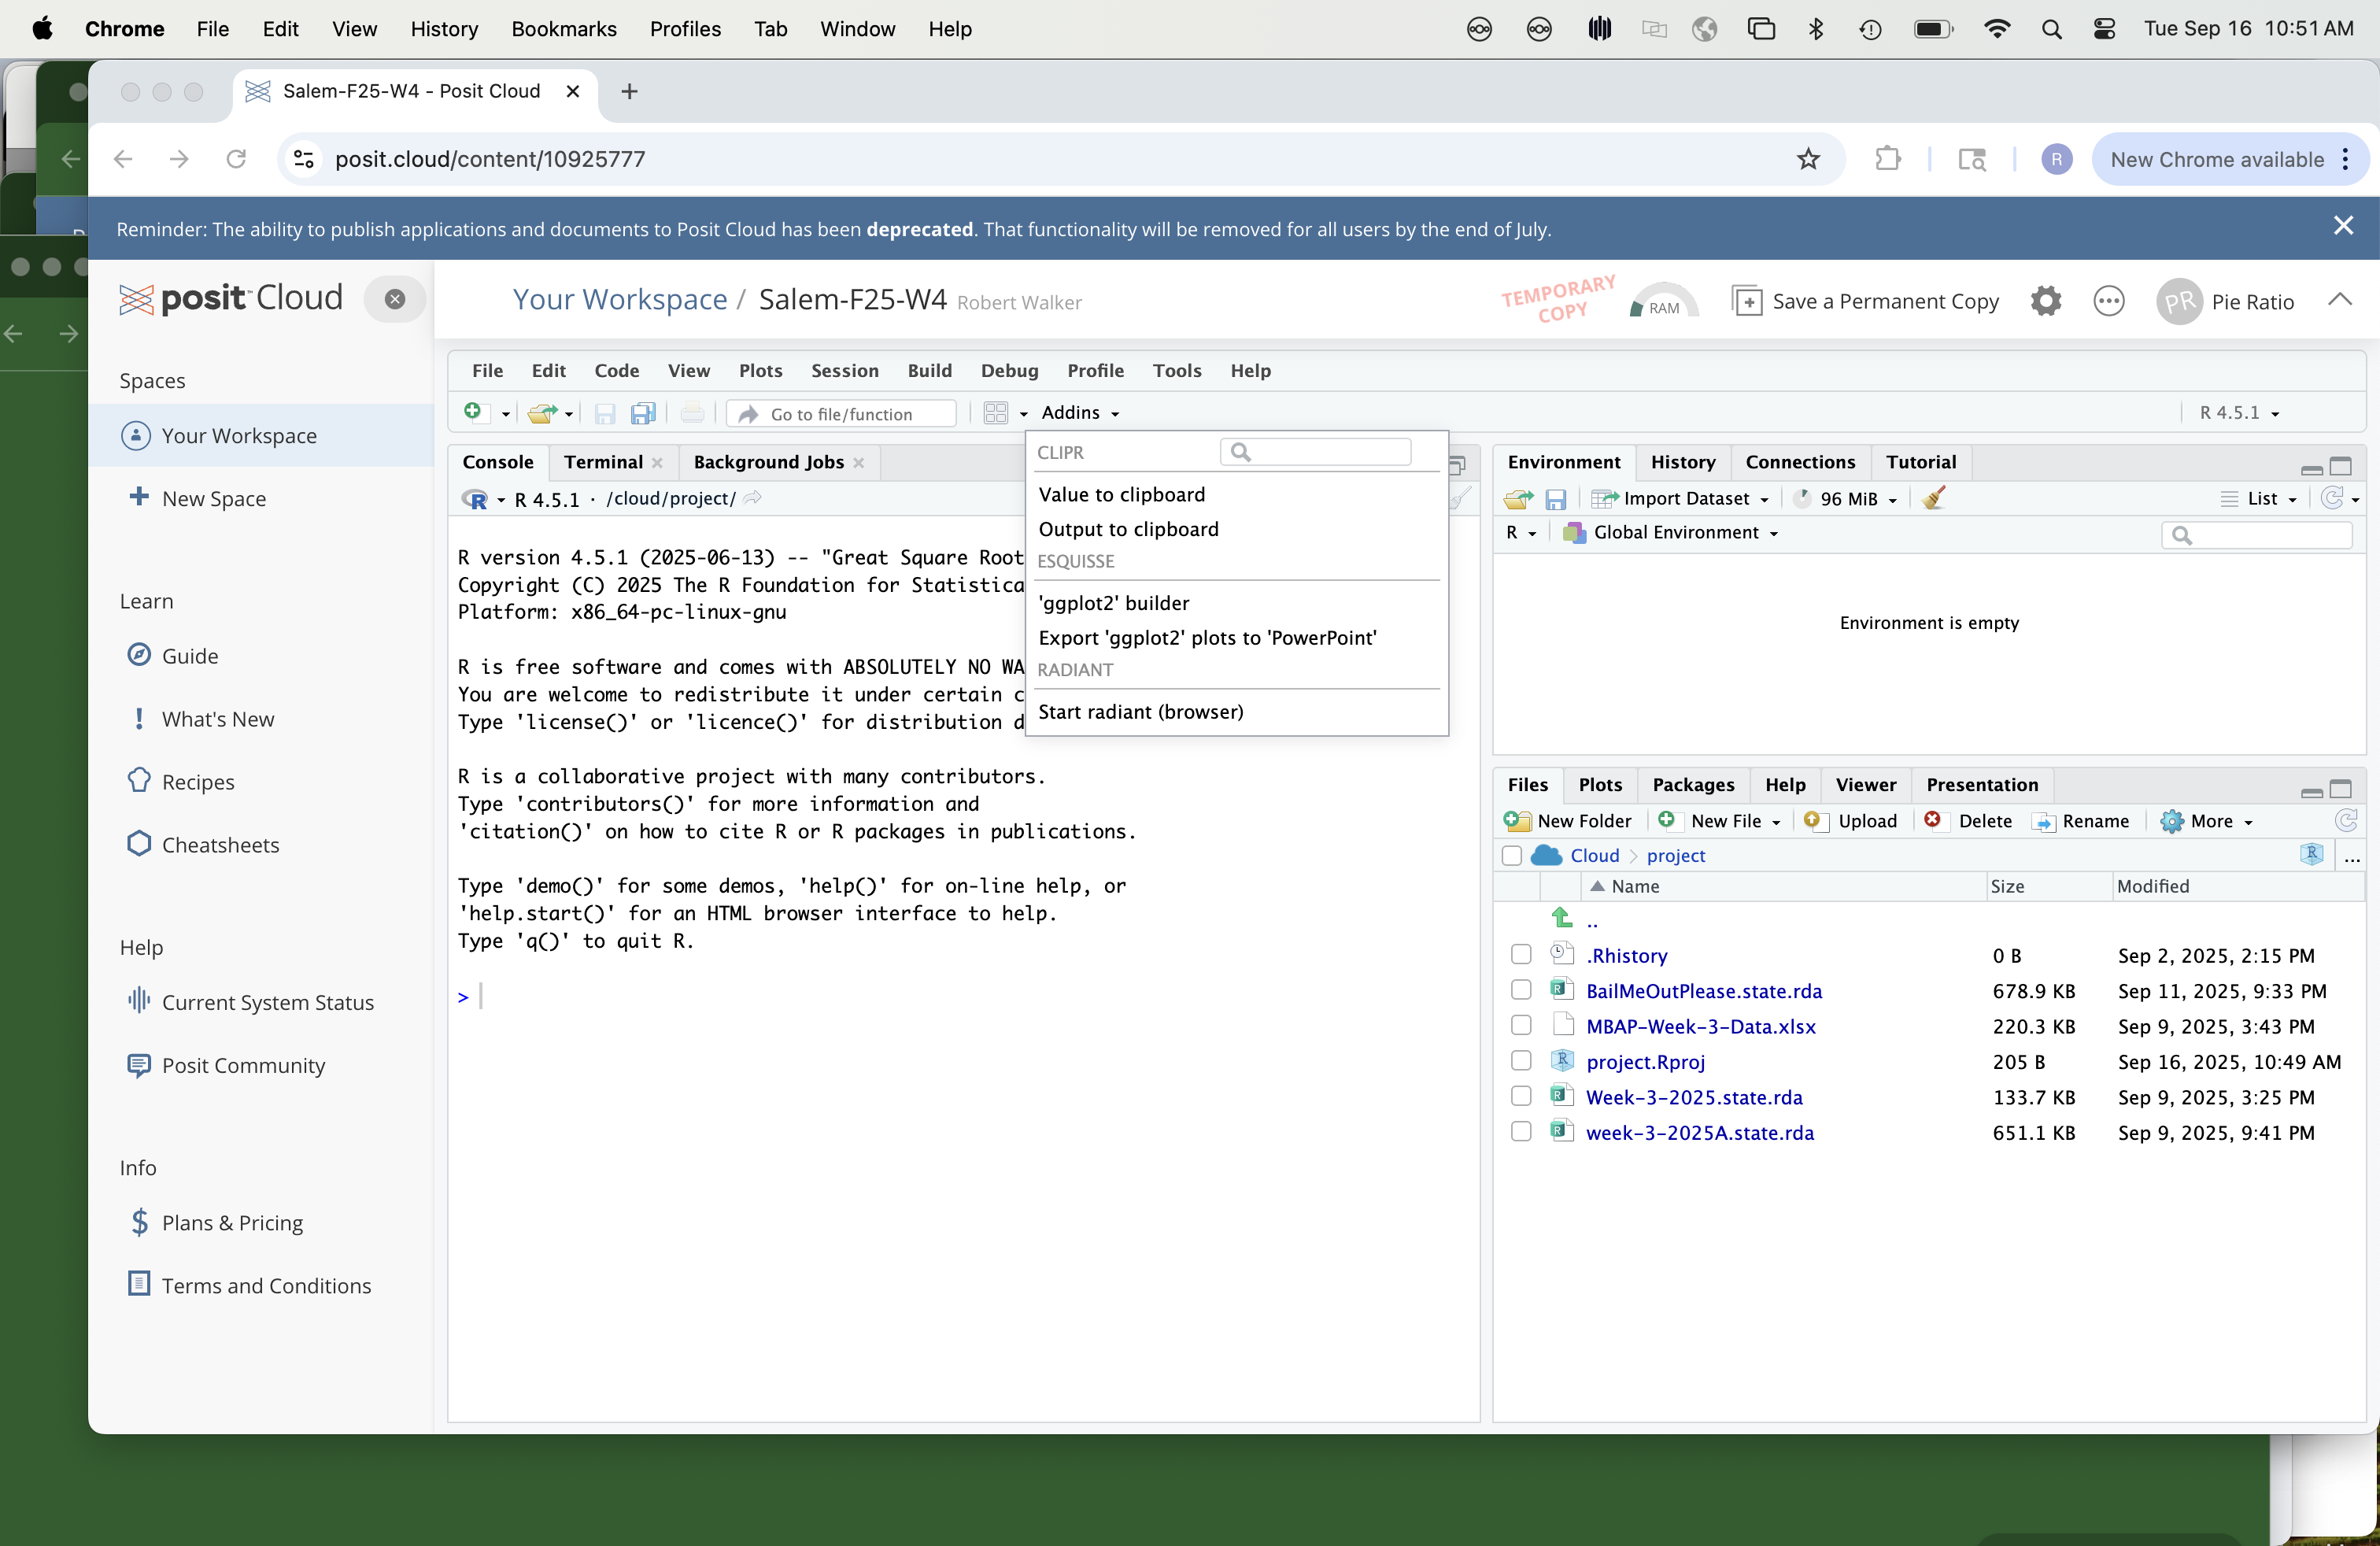 Chrome File Edit View History Bookmarks Profiles Tab Window Help Tue Sep 16 10:51 AM
Salem-F25-W4 - Posit Cloud
posit.cloud/content/10925777
R
New Chrome available
Reminder: The ability to publish applications and documents to Posit Cloud has been deprecated. That functionality will be removed for all users by the end of July.
posit Cloud
Your Workspace / Salem-F25-W4 Robert Walker
TEMPORARY
COPY
RAM
Save a Permanent Copy
PR Pie Ratio
Spaces
Your Workspace
New Space
Learn
Guide
What's New
Recipes
Cheatsheets
Help
Current System Status
Posit Community
Info
Plans & Pricing
Terms and Conditions
File Edit Code View Plots Session Build Debug Profile Tools Help
Go to file/function
Addins
R 4.5.1
Console Terminal Background Jobs
R 4.5.1 · /cloud/project/
R version 4.5.1 (2025-06-13) -- "Great Square Root
Copyright (C) 2025 The R Foundation for Statistica
Platform: x86_64-pc-linux-gnu
R is free software and comes with ABSOLUTELY NO WA
You are welcome to redistribute it under certain c
Type 'license()' or 'licence()' for distribution d
R is a collaborative project with many contributors.
Type 'contributors()' for more information and
'citation()' on how to cite R or R packages in publications.
Type 'demo()' for some demos, 'help()' for on-line help, or
'help.start()' for an HTML browser interface to help.
Type 'q()' to quit R.
>
CLIPR
Value to clipboard
Output to clipboard
ESQUISSE
'ggplot2' builder
Export 'ggplot2' plots to 'PowerPoint'
RADIANT
Start radiant (browser)
Environment History Connections Tutorial
Import Dataset 96 MiB List
R Global Environment
Environment is empty
Files Plots Packages Help Viewer Presentation
New Folder New File Upload Delete Rename More
Cloud project R ...
Name Size Modified
..
.Rhistory 0 B Sep 2, 2025, 2:15 PM
BailMeOutPlease.state.rda 678.9 KB Sep 11, 2025, 9:33 PM
MBAP-Week-3-Data.xlsx 220.3 KB Sep 9, 2025, 3:43 PM
project.Rproj 205 B Sep 16, 2025, 10:49 AM
Week-3-2025.state.rda 133.7 KB Sep 9, 2025, 3:25 PM
week-3-2025A.state.rda 651.1 KB Sep 9, 2025, 9:41 PM